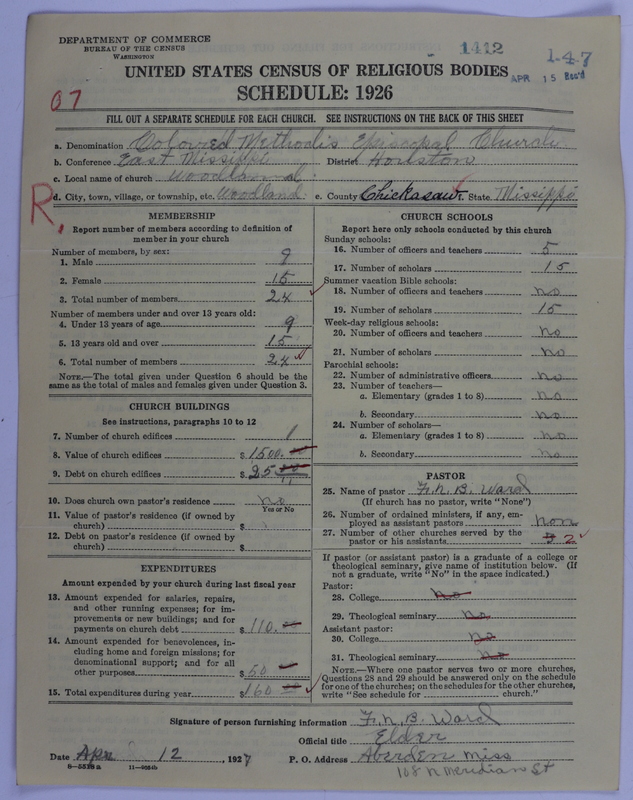 DEPARTMENT OF COMMERCE
BUREAU OF THE CENSUS
WASHINGTON
1412
147
APR 15 Rec'd
UNITED STATES CENSUS OF RELIGIOUS BODIES
SCHEDULE: 1926
07
FILL OUT A SEPARATE SCHEDULE FOR EACH CHURCH. SEE INSTRUCTIONS ON THE BACK OF THIS SHEET
a. Denomination Colored Methodis Episcopal Church
b. Conference East Missippi District Houlston
c. Local name of church
R. d. City, town, village, or township, etc. Woodland e. County Chickasaw f. State Missippi
MEMBERSHIP
Report number of members according to definition of
member in your church
Number of members, by sex:
1. Male 9
2. Female 15
3. Total number of members 24
Number of members under and over 13 years old:
4. Under 13 years of age 9
5. 13 years old and over 15
6. Total number of members 24
NOTE.—The total given under Question 6 should be
same as the total of males and females given under Question 3.
CHURCH BUILDINGS
See instructions, paragraphs 10 to 12
7. Number of church edifices 1
8. Value of church edifices $ 1500.
9. Debt on church edifices $ 25
10. Does church own pastor's residence no
Yes or No
11. Value of pastor's residence (if owned by
church) $
12. Debt on pastor's residence (if owned by
church) $
EXPENDITURES
Amount expended by your church during last fiscal year
13. Amount expended for salaries, repairs,
and other running expenses; for im-
provements or new buildings; and for
payments on church debt $ 110.
14. Amount expended for benevolences, in-
cluding home and foreign missions; for
denominational support; and for all
other purposes $ 50
15. Total expenditures during year $ 160
CHURCH SCHOOLS
Report here only schools conducted by this church
Sunday schools:
16. Number of officers and teachers 5
17. Number of scholars 15
Summer vacation Bible schools:
18. Number of officers and teachers no
19. Number of scholars 15
Week-day religious schools:
20. Number of officers and teachers no
21. Number of scholars no
Parochial schools:
22. Number of administrative officers no
23. Number of teachers—
a. Elementary (grades 1 to 8) no
b. Secondary no
24. Number of scholars—
a. Elementary (grades 1 to 8) no
b. Secondary no
PASTOR
25. Name of pastor F. h. B. Ward
(If church has no pastor, write "None")
26. Number of ordained ministers, if any, em-
ployed as assistant pastors non
27. Number of other churches served by the
pastor or his assistants 3 2
If pastor (or assistant pastor) is a graduate of a college or
theological seminary, give name of institution below. (If
not a graduate, write "No" in the space indicated.)
Pastor:
28. College no
29. Theological seminary no
Assistant pastor:
30. College no
31. Theological seminary no
NOTE.—Where one pastor serves two or more churches,
Questions 28 and 29 should be answered only on the schedule
for one of the churches; on the schedules for the other churches,
write "See schedule for church."
Signature of person furnishing information F. h. B. Ward
Official title Elder
Date Apr 12, 1927 P. O. Address Aberden Miss
108 N Meridian St
8—5518a 11—9024b